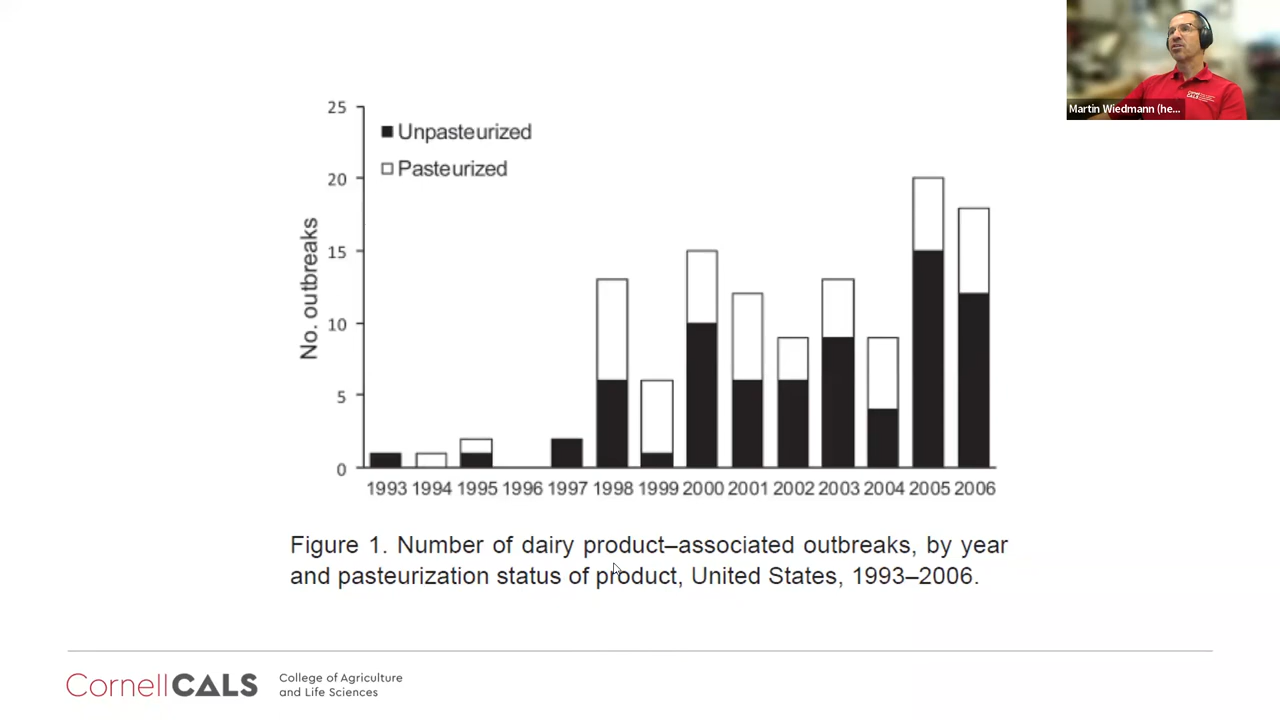 Martin Wiedmann (he...
25
Unpasteurized
Pasteurized
20
15
10
5
0
No. outbreaks
1993 1994 1995 1996 1997 1998 1999 2000 2001 2002 2003 2004 2005 2006
Figure 1. Number of dairy product–associated outbreaks, by year
and pasteurization status of product, United States, 1993–2006.
CornellCALS
College of Agriculture
and Life Sciences